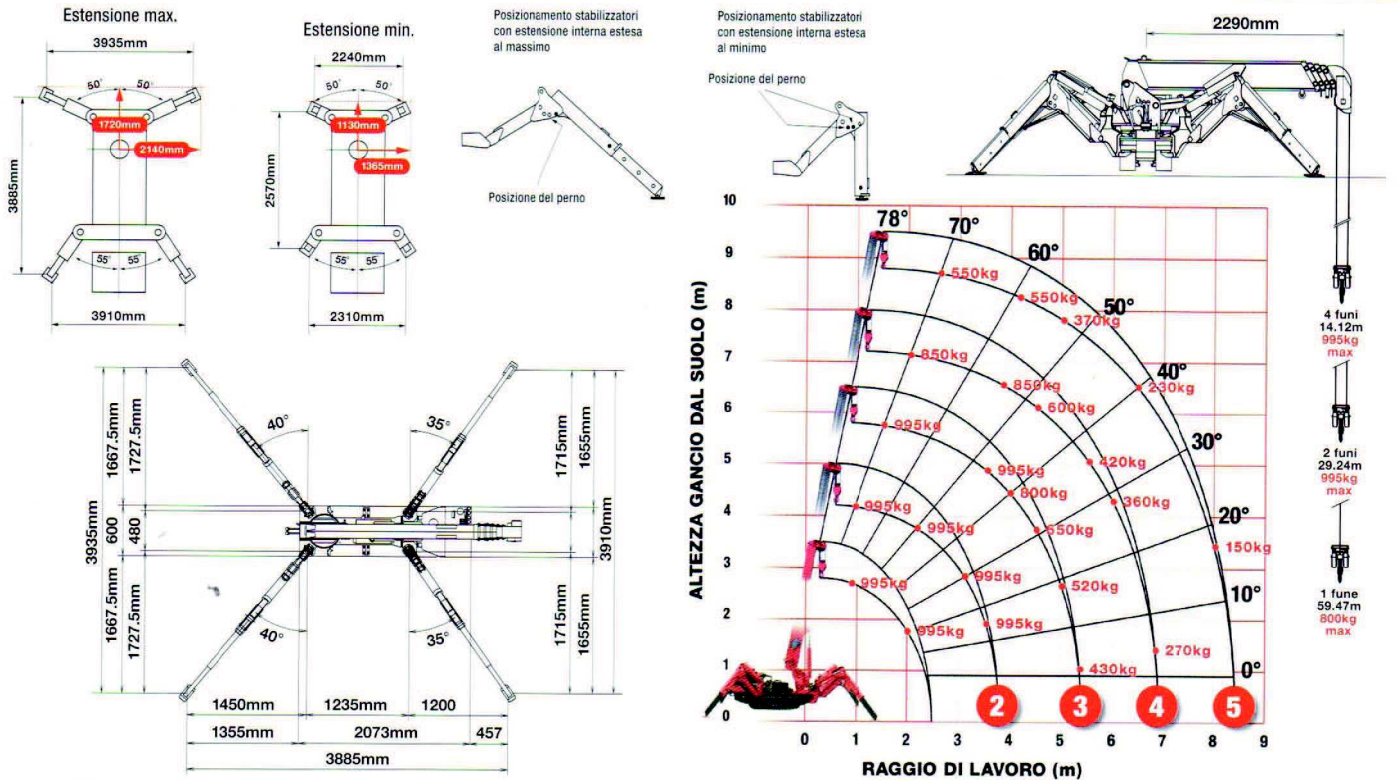 Estensione max.
3935mm
50°
50°
1720mm
2140mm
3885mm
55°
55°
3910mm
Estensione min.
2240mm
50°
50°
1130mm
1365mm
2570mm
55°
55
2310mm
Posizionamento stabilizzatori
con estensione interna estesa
al massimo
Posizione del perno
Posizionamento stabilizzatori
con estensione interna estesa
al minimo
Posizione del perno
2290mm
4 funi
14.12m
995kg
max
2 funi
29.24m
995kg
max
1 fune
59.47m
800kg
max
40°
35°
40°
35°
3935mm
1667.5mm
600
1667.5mm
1727.5mm
480
1727.5mm
1715mm
1715mm
1655mm
1655mm
3910mm
1450mm
1235mm
1200
1355mm
2073mm
457
3885mm
ALTEZZA GANCIO DAL SUOLO (m)
10
9
8
7
6
5
4
3
2
1
0
78°
70°
60°
50°
40°
30°
20°
10°
0°
550kg
550kg
370kg
230kg
150kg
850kg
850kg
600kg
420kg
360kg
270kg
995kg
995kg
800kg
650kg
520kg
430kg
995kg
995kg
995kg
995kg
995kg
995kg
2
3
4
5
0
1
2
3
4
5
6
7
8
9
RAGGIO DI LAVORO (m)